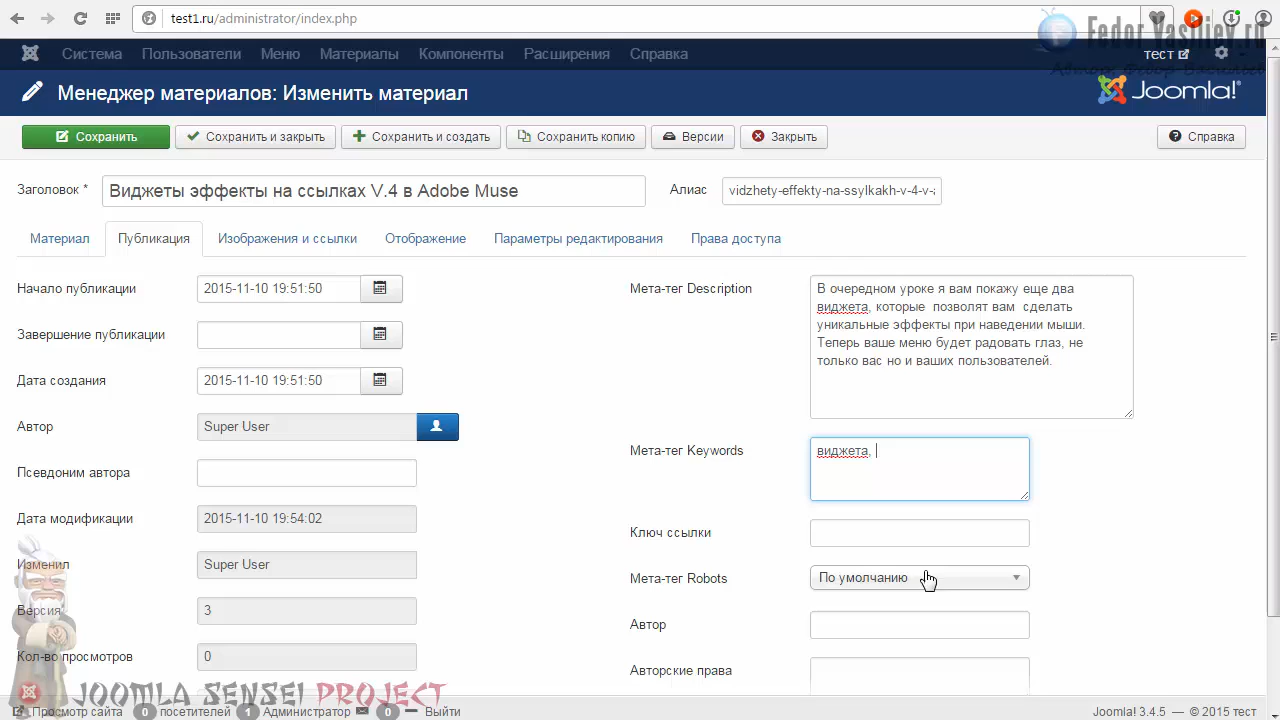 test1.ru/administrator/index.php
Fedor Vasiliev.ru
Система Пользователи Меню Материалы Компоненты Расширения Справка тест
Менеджер материалов: Изменить материал
Joomla!
Сохранить Сохранить и закрыть Сохранить и создать Сохранить копию Версии Закрыть Справка
Заголовок * Виджеты эффекты на ссылках V.4 в Adobe Muse Алиас vidzhety-effekty-na-ssylkakh-v-4-v-
Материал Публикация Изображения и ссылки Отображение Параметры редактирования Права доступа
Начало публикации 2015-11-10 19:51:50
Завершение публикации
Дата создания 2015-11-10 19:51:50
Автор Super User
Псевдоним автора
Дата модификации 2015-11-10 19:54:02
Изменил Super User
Версия 3
Кол-во просмотров 0
Мета-тег Description
В очередном уроке я вам покажу еще два
виджета, которые позволят вам сделать
уникальные эффекты при наведении мыши.
Теперь ваше меню будет радовать глаз, не
только вас но и ваших пользователей.
Мета-тег Keywords виджета,
Ключ ссылки
Мета-тег Robots По умолчанию
Автор
Авторские права
JOOMLA SENSEI PROJECT
Просмотр сайта 0 посетителей 1 Администратор 0 Выйти
Joomla! 3.4.5 — © 2015 тест